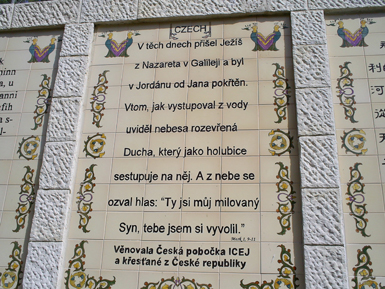 CZECH
V těch dnech přišel Ježíš
z Nazareta v Galileji a byl
v Jordánu od Jana pokřtěn.
Vtom, jak vystupoval z vody
uviděl nebesa rozevřená
Ducha, který jako holubice
sestupuje na něj. A z nebe se
ozval hlas: “Ty jsi můj milovaný
Syn, tebe jsem si vyvolil.”
Věnovala Česká pobočka ICEJ
a křesťané z České republiky